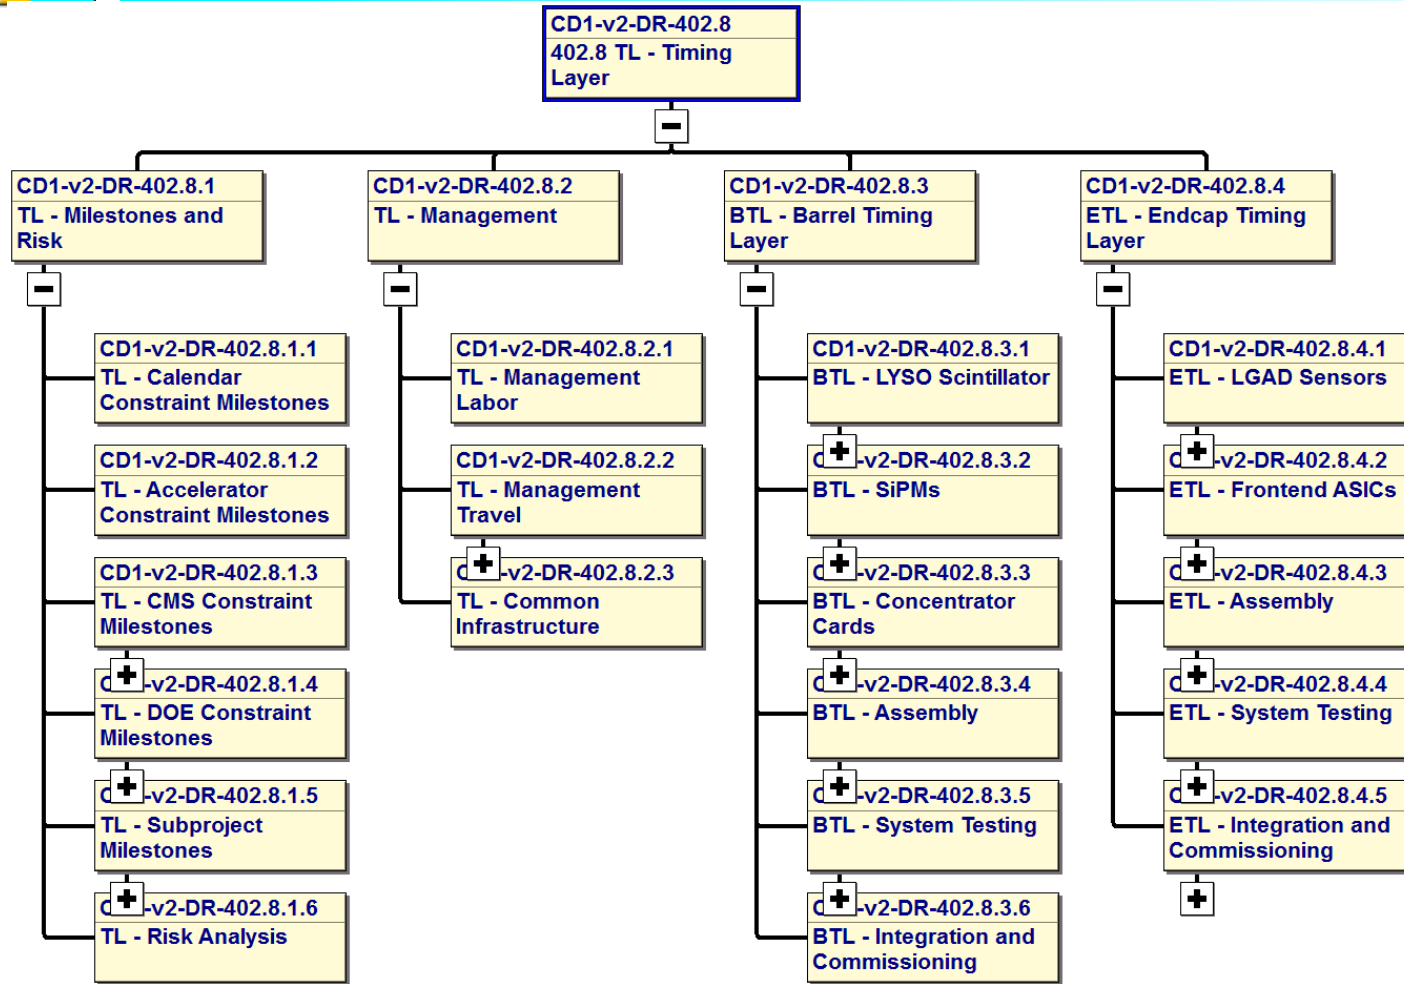 CD1-v2-DR-402.8
402.8 TL - Timing
Layer
CD1-v2-DR-402.8.1
TL - Milestones and
Risk
CD1-v2-DR-402.8.2
TL - Management
CD1-v2-DR-402.8.3
BTL - Barrel Timing
Layer
CD1-v2-DR-402.8.4
ETL - Endcap Timing
Layer
CD1-v2-DR-402.8.1.1
TL - Calendar
Constraint Milestones
CD1-v2-DR-402.8.1.2
TL - Accelerator
Constraint Milestones
CD1-v2-DR-402.8.1.3
TL - CMS Constraint
Milestones
-v2-DR-402.8.1.4
TL - DOE Constraint
Milestones
-v2-DR-402.8.1.5
TL - Subproject
Milestones
-v2-DR-402.8.1.6
TL - Risk Analysis
CD1-v2-DR-402.8.2.1
TL - Management
Labor
CD1-v2-DR-402.8.2.2
TL - Management
Travel
-v2-DR-402.8.2.3
TL - Common
Infrastructure
CD1-v2-DR-402.8.3.1
BTL - LYSO Scintillator
-v2-DR-402.8.3.2
BTL - SiPMs
-v2-DR-402.8.3.3
BTL - Concentrator
Cards
-v2-DR-402.8.3.4
BTL - Assembly
-v2-DR-402.8.3.5
BTL - System Testing
-v2-DR-402.8.3.6
BTL - Integration and
Commissioning
CD1-v2-DR-402.8.4.1
ETL - LGAD Sensors
-v2-DR-402.8.4.2
ETL - Frontend ASICs
-v2-DR-402.8.4.3
ETL - Assembly
-v2-DR-402.8.4.4
ETL - System Testing
-v2-DR-402.8.4.5
ETL - Integration and
Commissioning